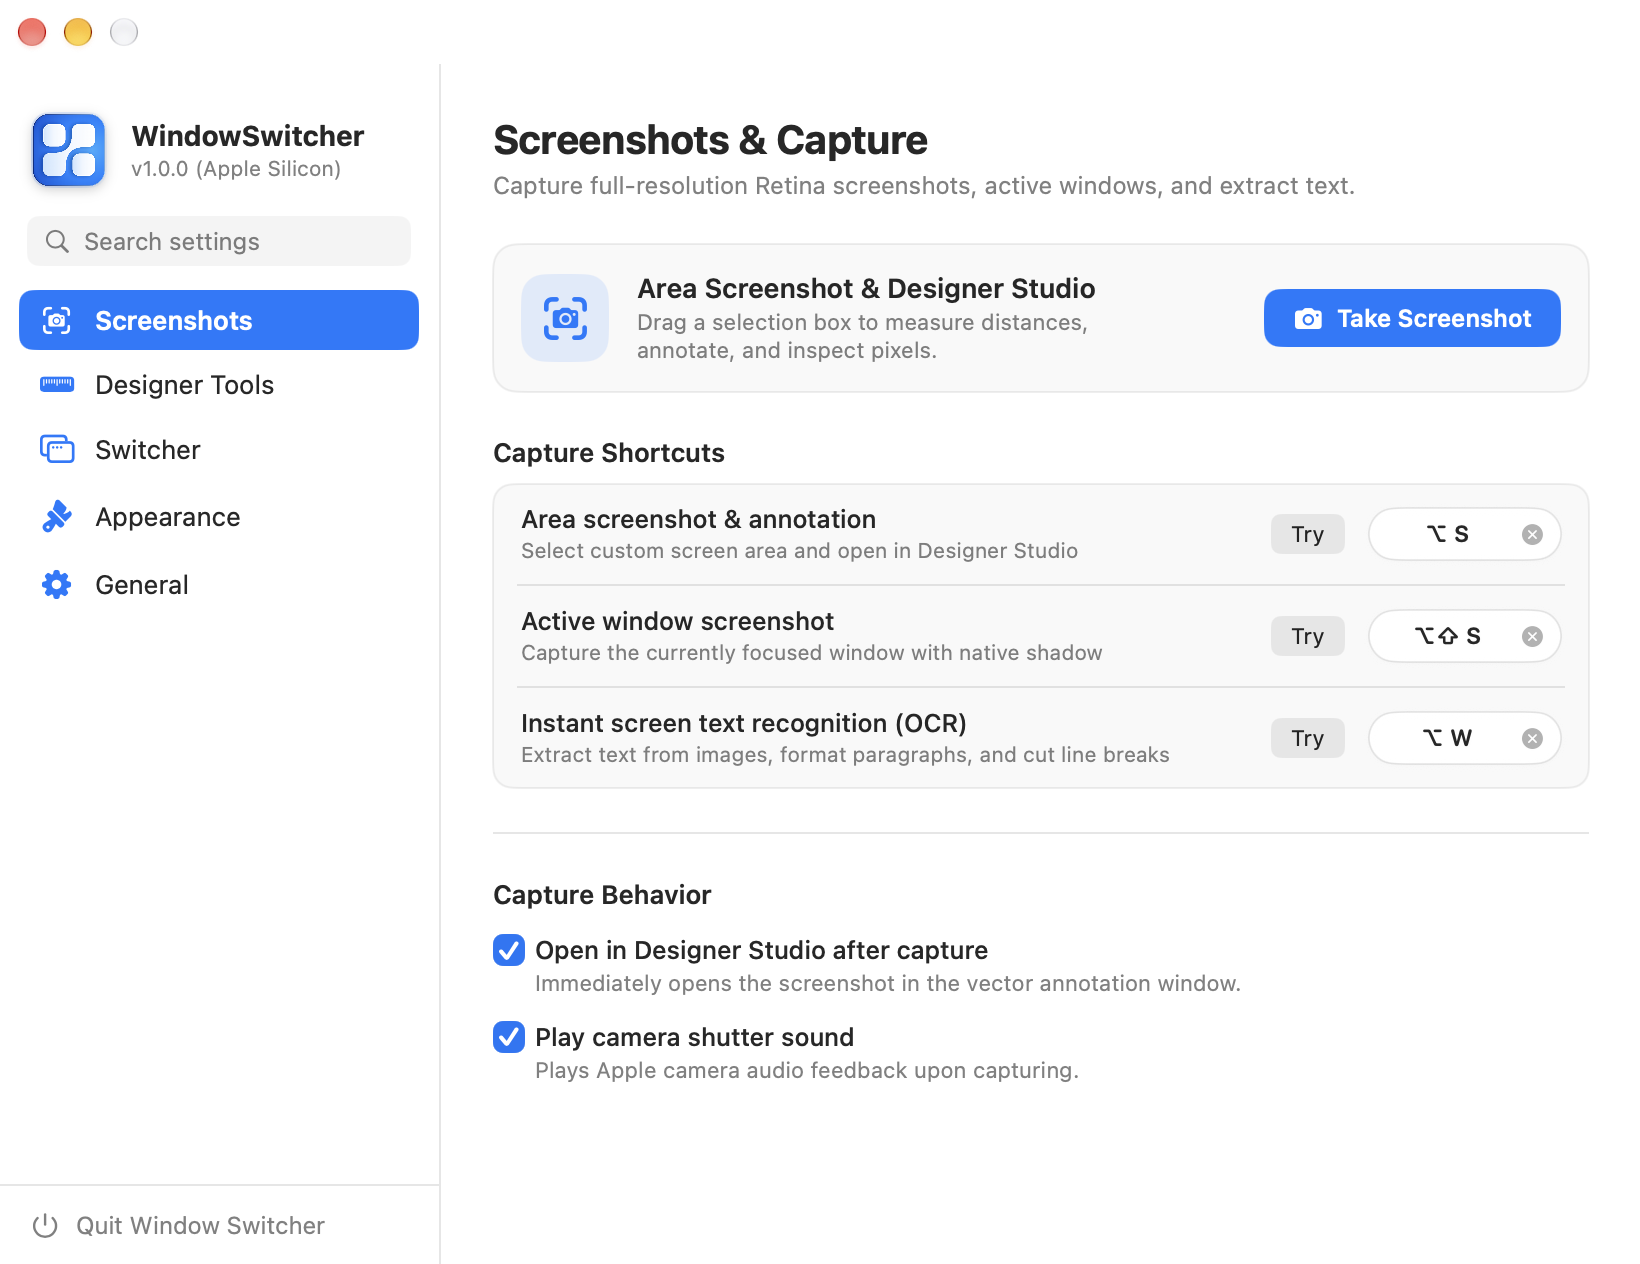 WindowSwitcher
v1.0.0 (Apple Silicon)
Search settings
Screenshots
Designer Tools
Switcher
Appearance
General
Quit Window Switcher
Screenshots & Capture
Capture full-resolution Retina screenshots, active windows, and extract text.
Area Screenshot & Designer Studio
Drag a selection box to measure distances,
annotate, and inspect pixels.
Take Screenshot
Capture Shortcuts
Area screenshot & annotation
Select custom screen area and open in Designer Studio
Try
⌥ S
Active window screenshot
Capture the currently focused window with native shadow
Try
⌥⇧ S
Instant screen text recognition (OCR)
Extract text from images, format paragraphs, and cut line breaks
Try
⌥ W
Capture Behavior
Open in Designer Studio after capture
Immediately opens the screenshot in the vector annotation window.
Play camera shutter sound
Plays Apple camera audio feedback upon capturing.